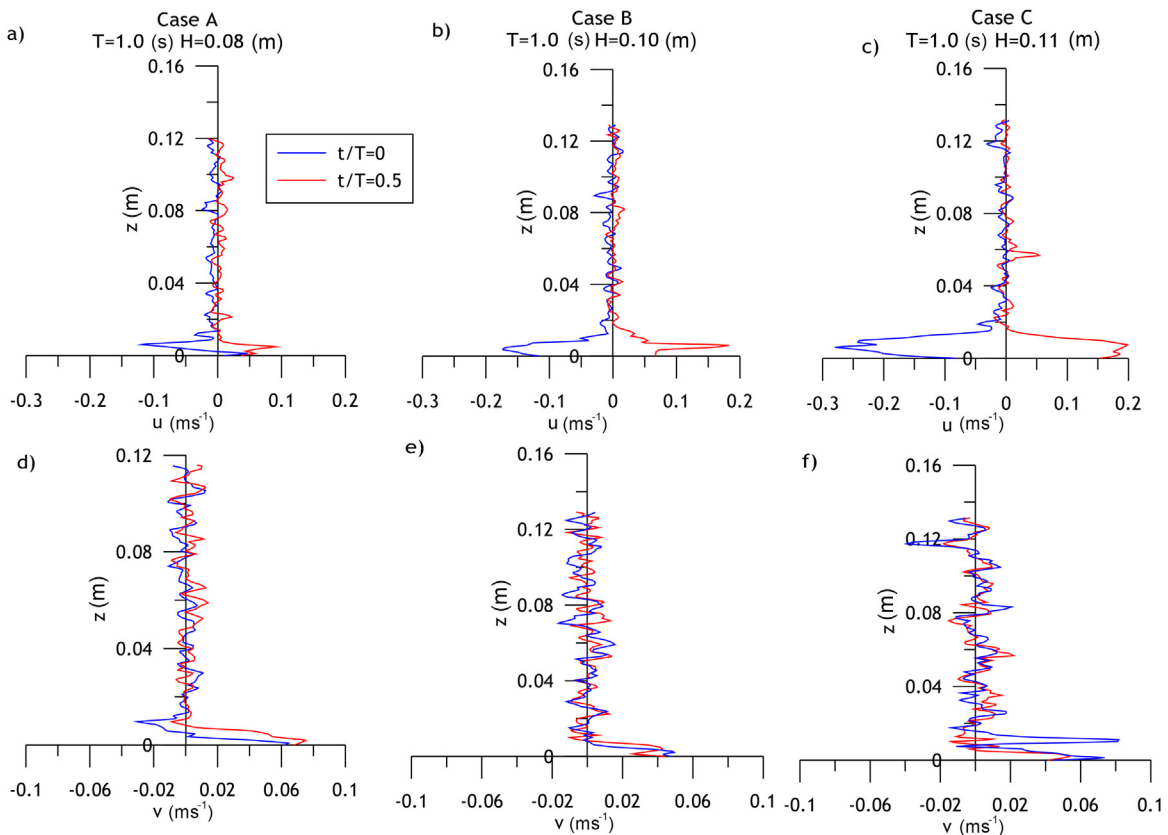 Case A
T=1.0 (s) H=0.08 (m)
a)
0.16
0.12
0.08
0.04
0
z (m)
-0.3 -0.2 -0.1 0 0.1 0.2
u (ms⁻¹)
t/T=0
t/T=0.5
Case B
T=1.0 (s) H=0.10 (m)
b)
0.16
0.12
0.08
0.04
0
z (m)
-0.3 -0.2 -0.1 0 0.1 0.2
u (ms⁻¹)
Case C
T=1.0 (s) H=0.11 (m)
c)
0.16
0.12
0.08
0.04
0
z (m)
-0.3 -0.2 -0.1 0 0.1 0.2
u (ms⁻¹)
d)
0.12
0.08
0.04
0
z (m)
-0.1 -0.06 -0.02 0.02 0.06 0.1
v (ms⁻¹)
e)
0.16
0.12
0.08
0.04
0
z (m)
-0.1 -0.06 -0.02 0.02 0.06 0.1
v (ms⁻¹)
f)
0.16
0.12
0.08
0.04
0
z (m)
-0.1 -0.06 -0.02 0.02 0.06 0.1
v (ms⁻¹)